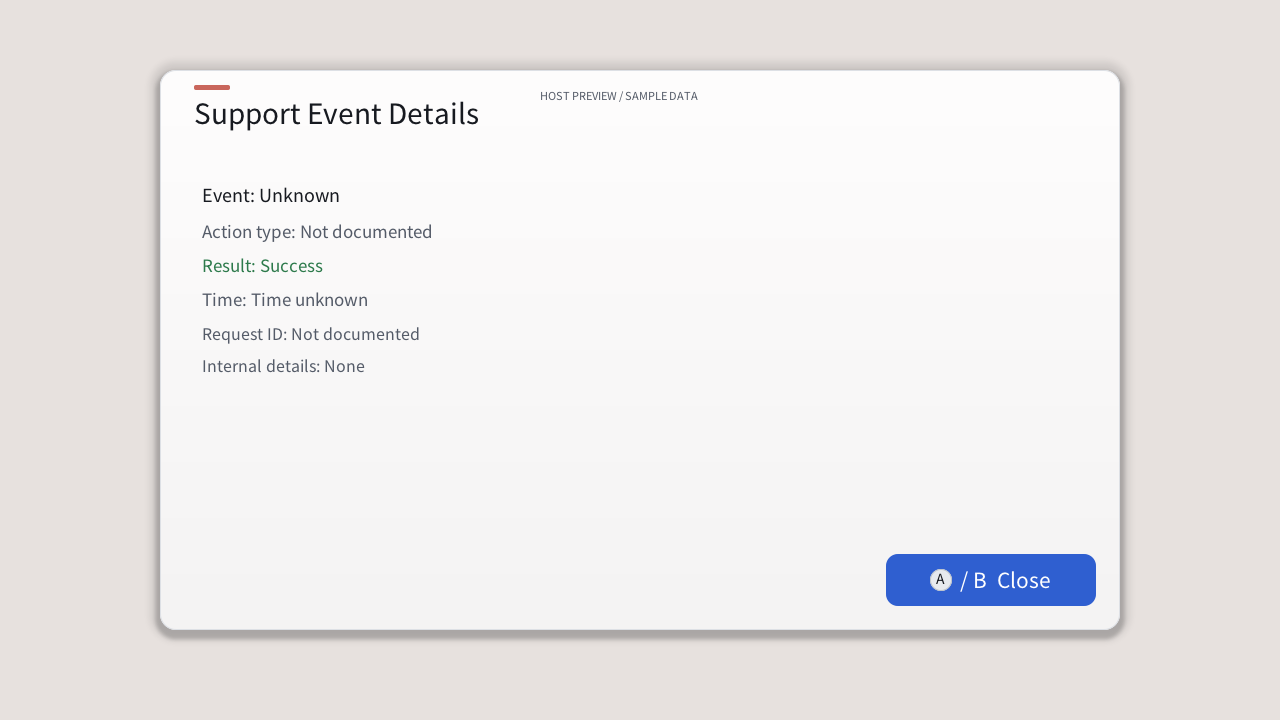 HOST PREVIEW / SAMPLE DATA
Support Event Details
Event: Unknown
Action type: Not documented
Result: Success
Time: Time unknown
Request ID: Not documented
Internal details: None
A / B Close